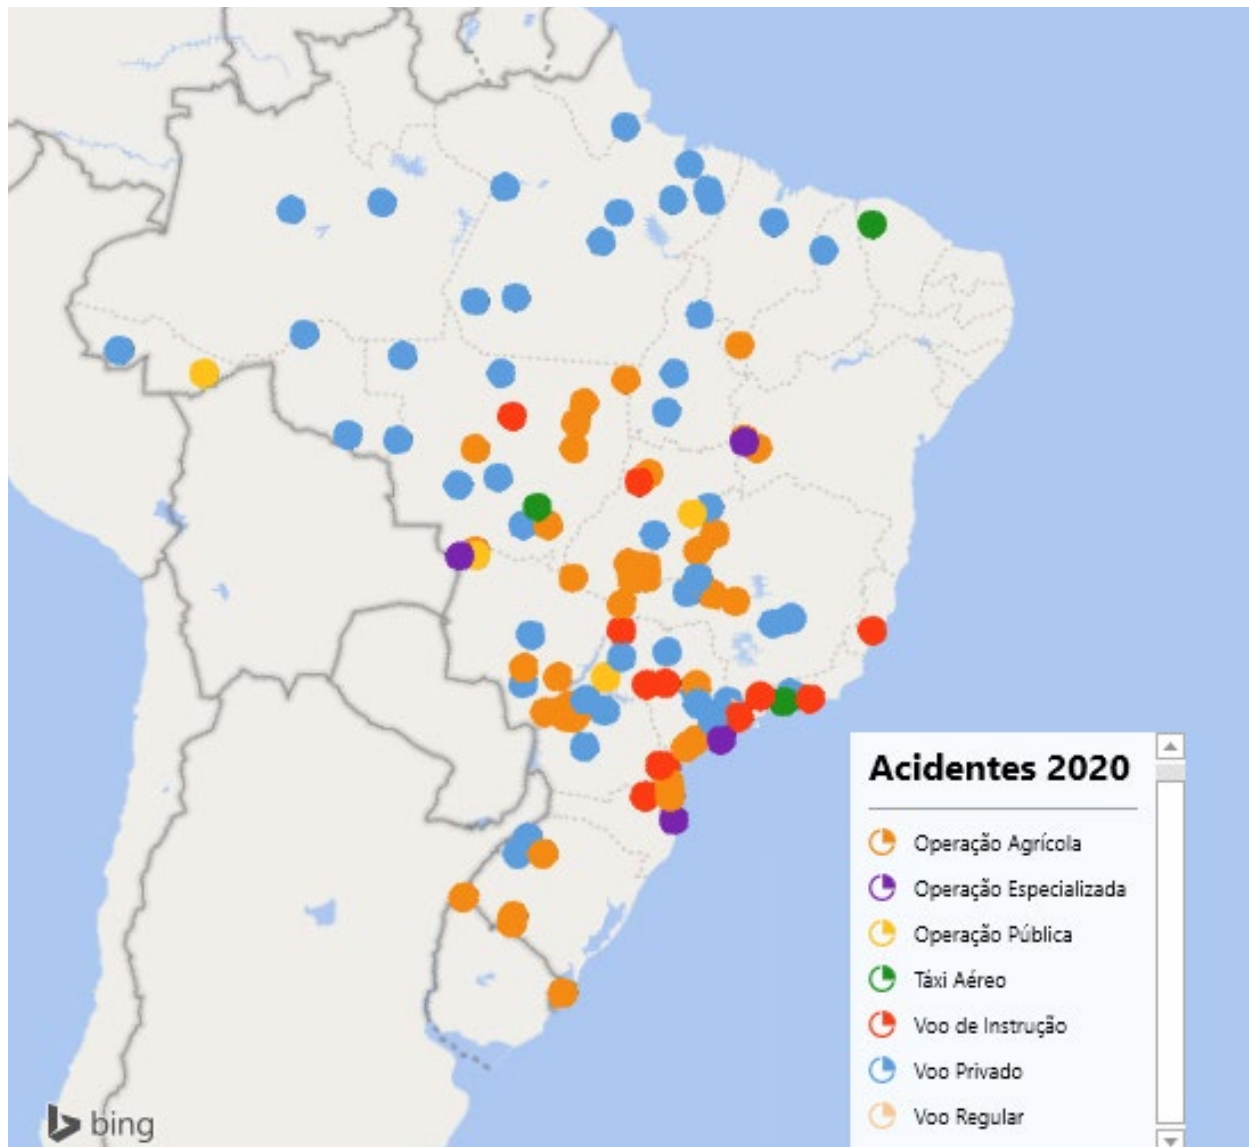 Acidentes 2020
Operação Agrícola
Operação Especializada
Operação Pública
Táxi Aéreo
Voo de Instrução
Voo Privado
Voo Regular
bing